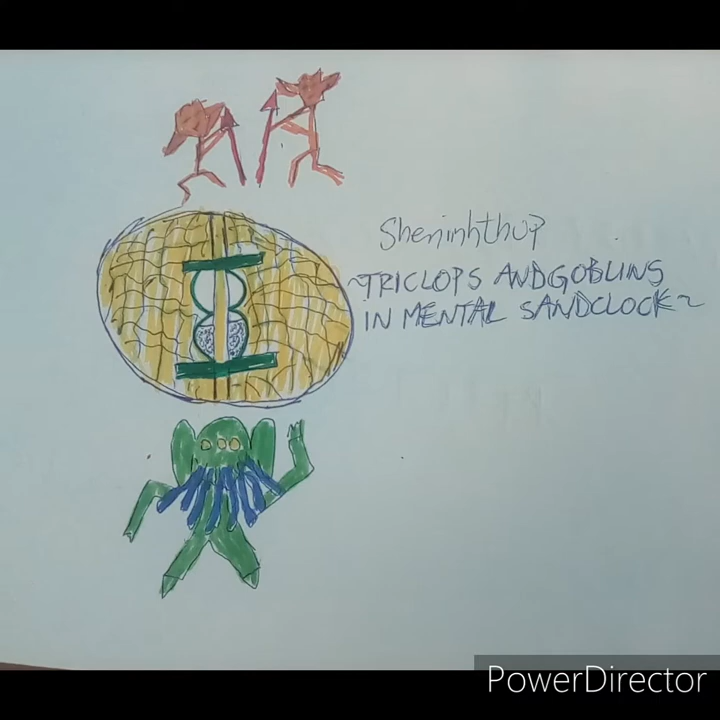 Sheninhthup
~TRICLOPS ANDGOBLINS
IN MENTAL SANDCLOCK~
PowerDirector